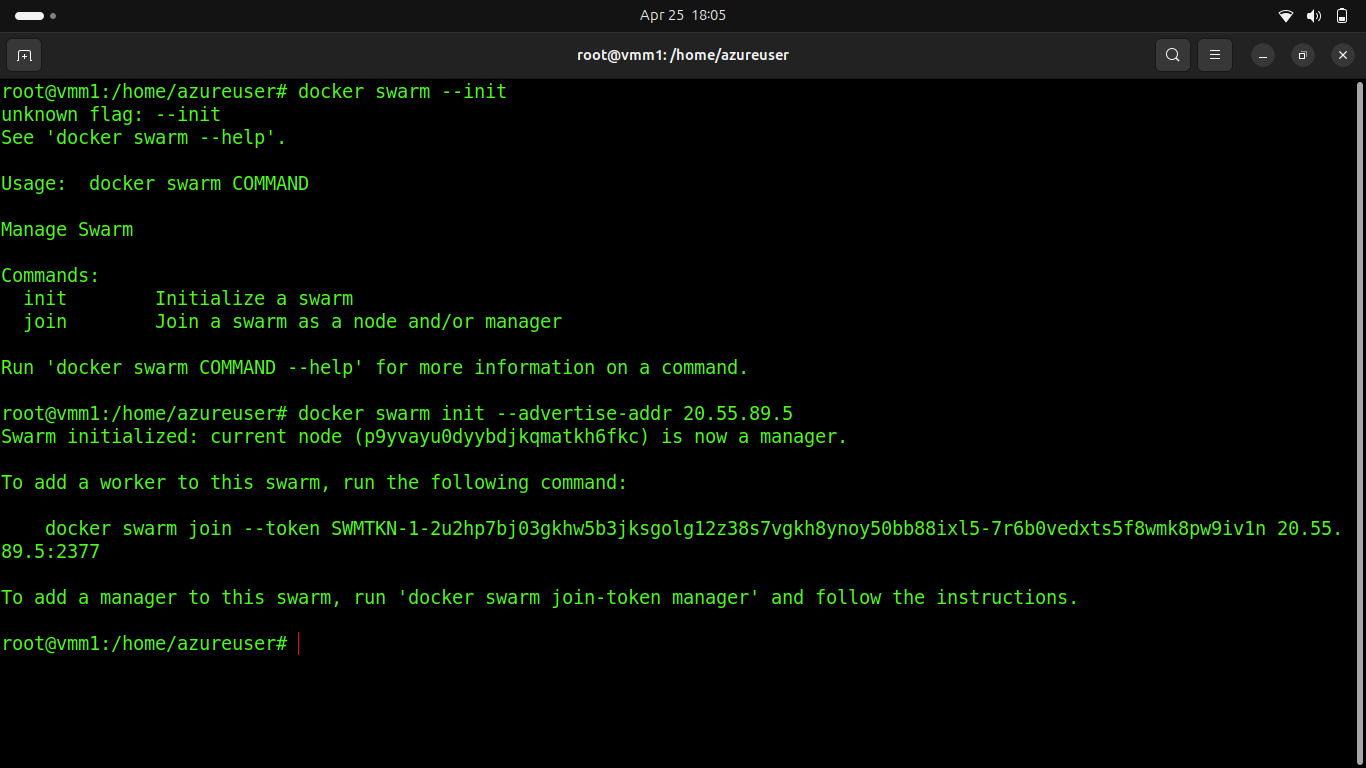 Apr 25  18:05
root@vmm1: /home/azureuser
root@vmm1:/home/azureuser# docker swarm --init
unknown flag: --init
See 'docker swarm --help'.
Usage:  docker swarm COMMAND
Manage Swarm
Commands:
  init        Initialize a swarm
  join        Join a swarm as a node and/or manager
Run 'docker swarm COMMAND --help' for more information on a command.
root@vmm1:/home/azureuser# docker swarm init --advertise-addr 20.55.89.5
Swarm initialized: current node (p9yvayu0dyybdjkqmatkh6fkc) is now a manager.
To add a worker to this swarm, run the following command:
    docker swarm join --token SWMTKN-1-2u2hp7bj03gkhw5b3jksgolg12z38s7vgkh8ynoy50bb88ixl5-7r6b0vedxts5f8wmk8pw9iv1n 20.55.
89.5:2377
To add a manager to this swarm, run 'docker swarm join-token manager' and follow the instructions.
root@vmm1:/home/azureuser#